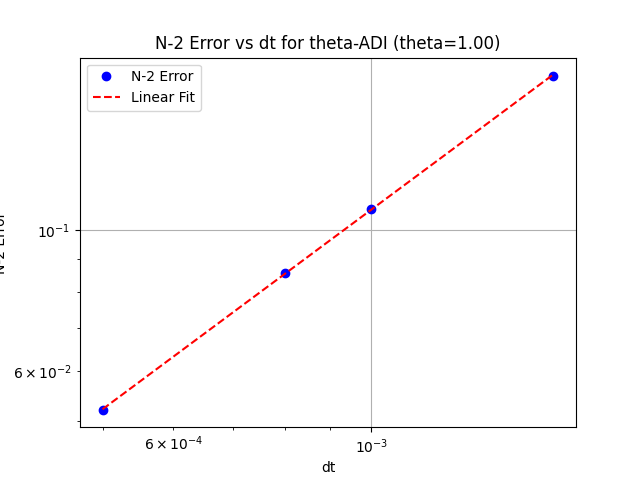 N-2 Error vs dt for theta-ADI (theta=1.00)
N-2 Error
Linear Fit
N-2 Error
10⁻¹
6 × 10⁻²
6 × 10⁻⁴
10⁻³
dt